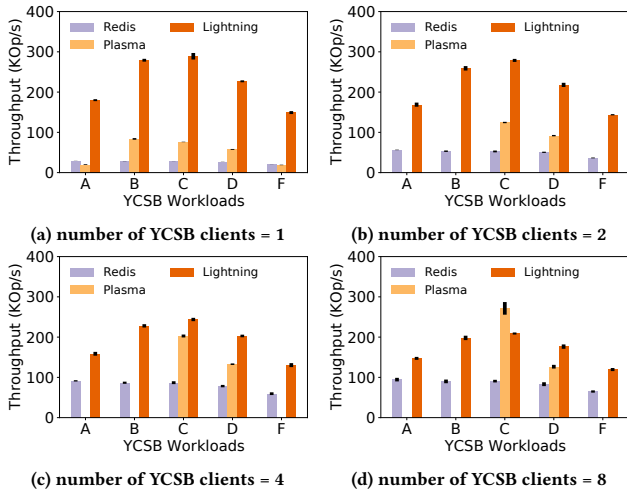 Redis Lightning
Plasma
Throughput (KOp/s)
400
300
200
100
0
A B C D F
YCSB Workloads
(a) number of YCSB clients = 1
Redis Lightning
Plasma
Throughput (KOp/s)
400
300
200
100
0
A B C D F
YCSB Workloads
(b) number of YCSB clients = 2
Redis Lightning
Plasma
Throughput (KOp/s)
400
300
200
100
0
A B C D F
YCSB Workloads
(c) number of YCSB clients = 4
Redis Lightning
Plasma
Throughput (KOp/s)
400
300
200
100
0
A B C D F
YCSB Workloads
(d) number of YCSB clients = 8